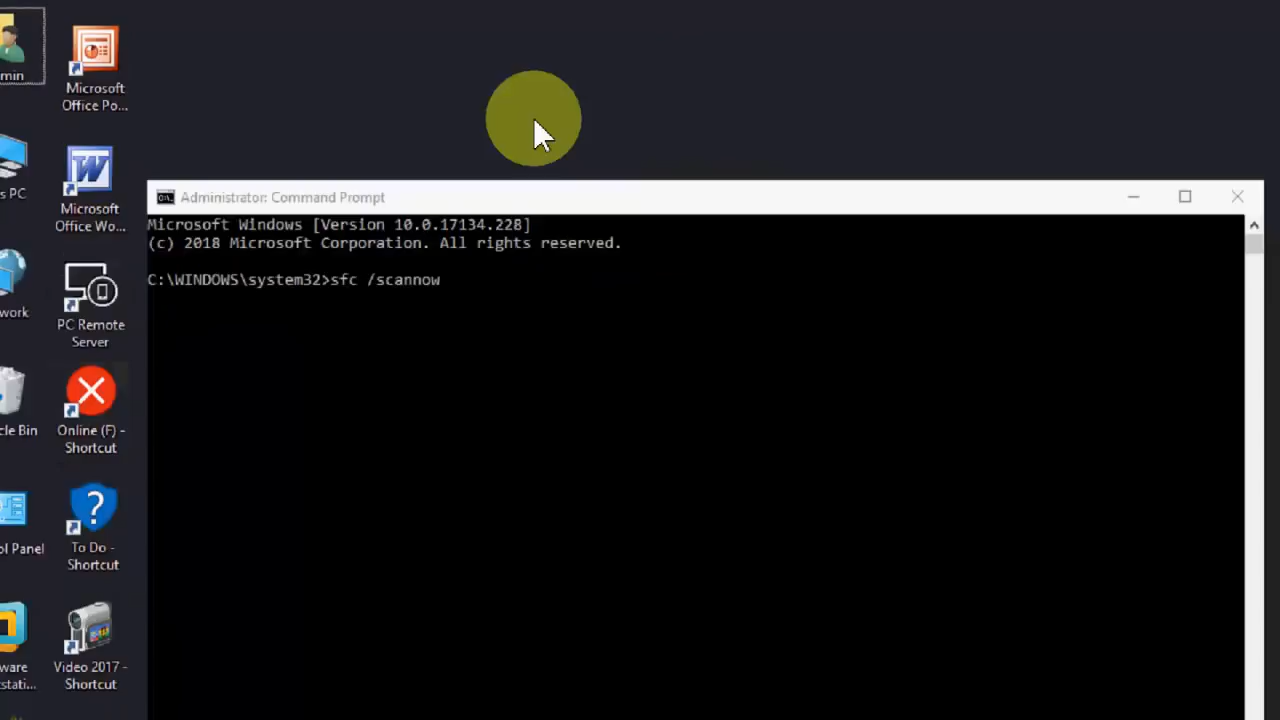 min
Microsoft
Office Po...
s PC
Microsoft
Office Wo...
work
PC Remote
Server
cle Bin
Online (F) -
Shortcut
ol Panel
To Do -
Shortcut
ware
stati...
Video 2017 -
Shortcut
Administrator: Command Prompt
Microsoft Windows [Version 10.0.17134.228]
(c) 2018 Microsoft Corporation. All rights reserved.
C:\WINDOWS\system32>sfc /scannow